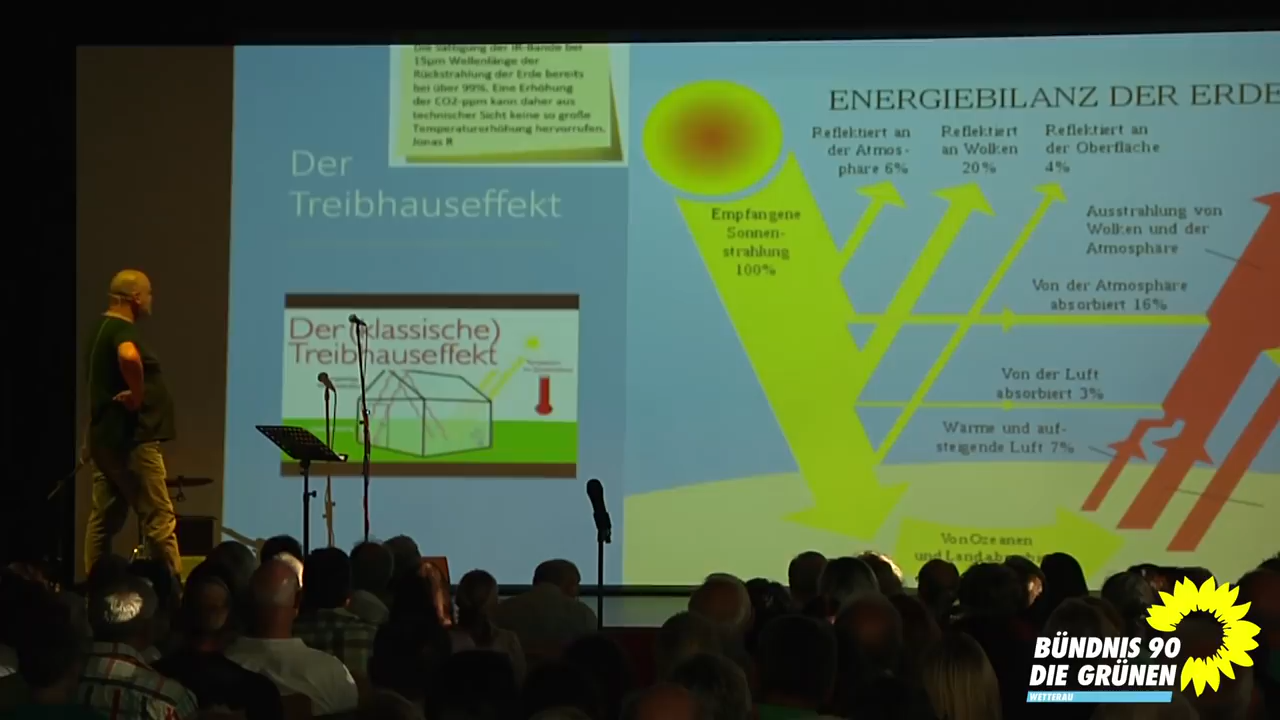 Die Sättigung der IR-Bande bei
15µm Wellenlänge der
Rückstrahlung der Erde bereits
bei über 99%. Eine Erhöhung
der CO2-ppm kann daher aus
technischer Sicht keine so große
Temperaturerhöhung hervorrufen.
Jonas R
Der
Treibhauseffekt
Der (klassische)
Treibhauseffekt
ENERGIEBILANZ DER ERDE
Reflektiert an
der Atmos-
phäre 6%
Reflektiert
an Wolken
20%
Reflektiert an
der Oberfläche
4%
Empfangene
Sonnen-
strahlung
100%
Ausstrahlung von
Wolken und der
Atmosphäre
Von der Atmosphäre
absorbiert 16%
Von der Luft
absorbiert 3%
Wärme und auf-
steigende Luft 7%
Von Ozeanen
und Land
BÜNDNIS 90
DIE GRÜNEN
WETTERAU